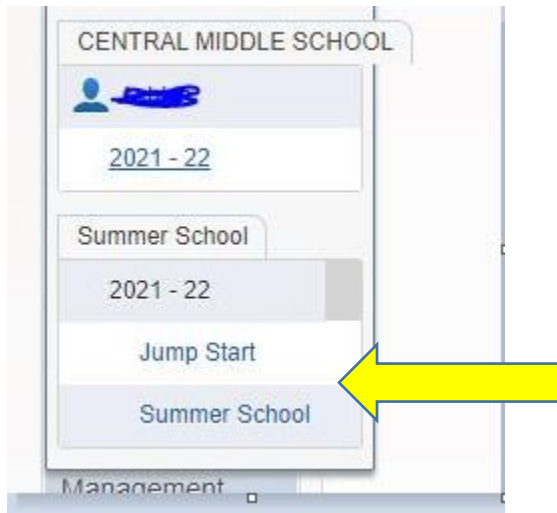 CENTRAL MIDDLE SCHOOL
2021 - 22
Summer School
2021 - 22
Jump Start
Summer School
Management